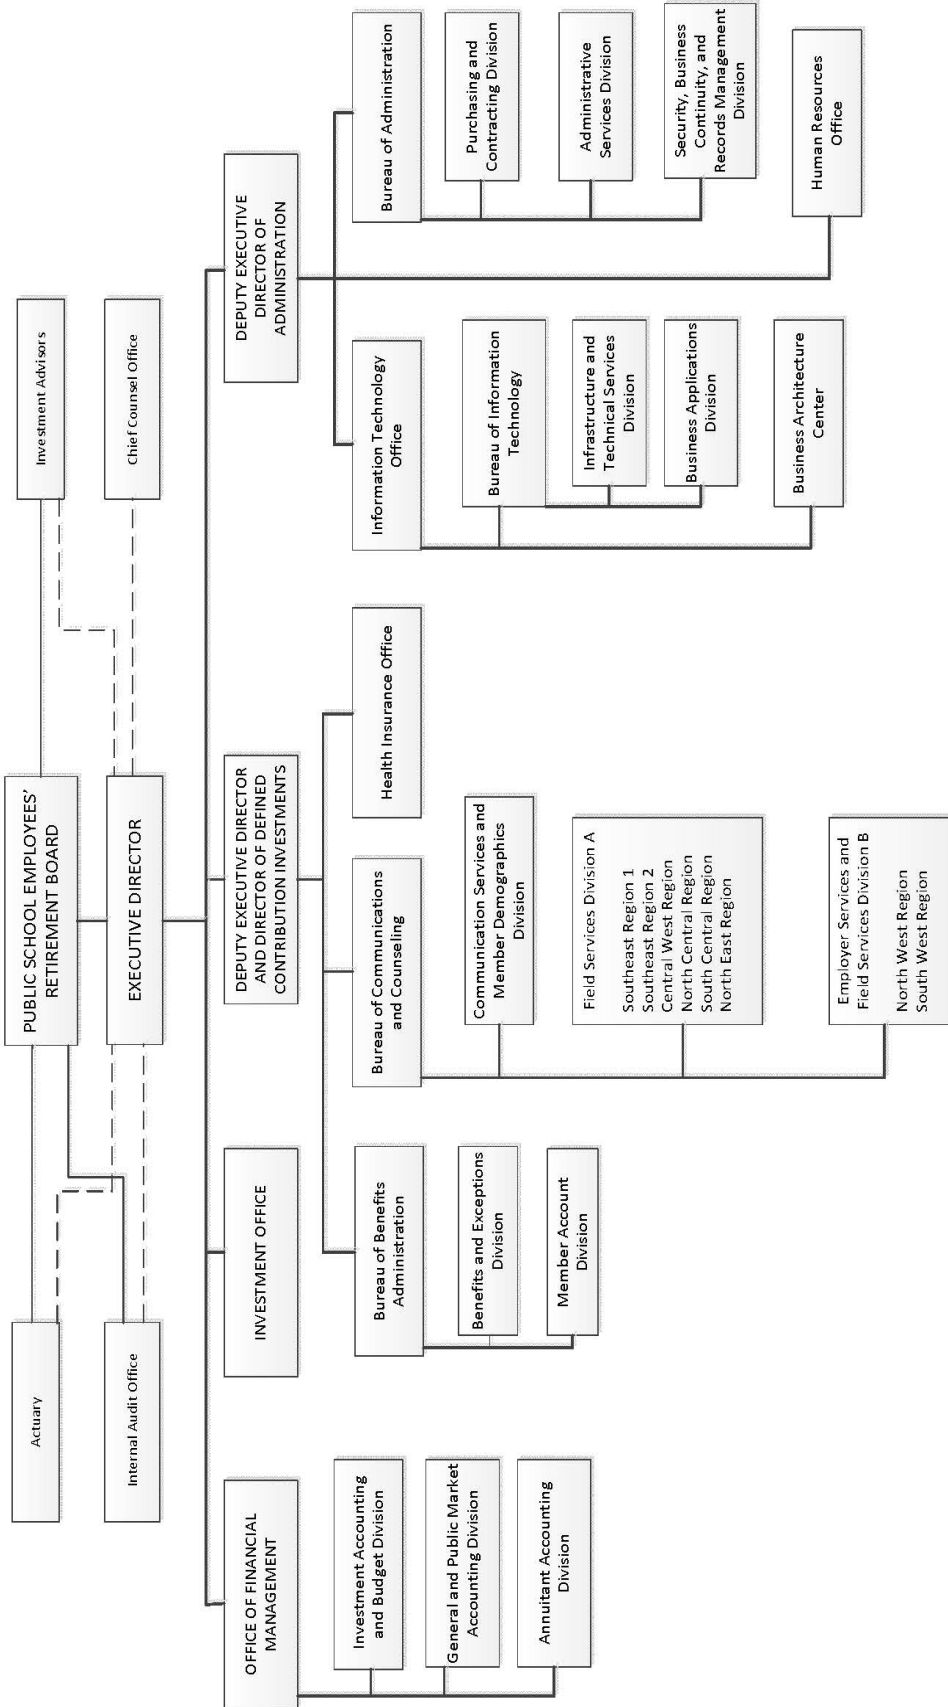 PUBLIC SCHOOL EMPLOYEES’
RETIREMENT BOARD
Actuary
Investment Advisors
EXECUTIVE DIRECTOR
Internal Audit Office
Chief Counsel Office
OFFICE OF FINANCIAL
MANAGEMENT
Investment Accounting
and Budget Division
General and Public Market
Accounting Division
Annuitant Accounting
Division
INVESTMENT OFFICE
DEPUTY EXECUTIVE DIRECTOR
AND DIRECTOR OF DEFINED
CONTRIBUTION INVESTMENTS
Bureau of Benefits
Administration
Benefits and Exceptions
Division
Member Account
Division
Bureau of Communications
and Counseling
Communication Services and
Member Demographics
Division
Field Services Division A
Southeast Region 1
Southeast Region 2
Central West Region
North Central Region
South Central Region
North East Region
Employer Services and
Field Services Division B
North West Region
South West Region
Health Insurance Office
DEPUTY EXECUTIVE
DIRECTOR OF
ADMINISTRATION
Information Technology
Office
Bureau of Information
Technology
Infrastructure and
Technical Services
Division
Business Applications
Division
Business Architecture
Center
Bureau of Administration
Purchasing and
Contracting Division
Administrative
Services Division
Security, Business
Continuity, and
Records Management
Division
Human Resources
Office